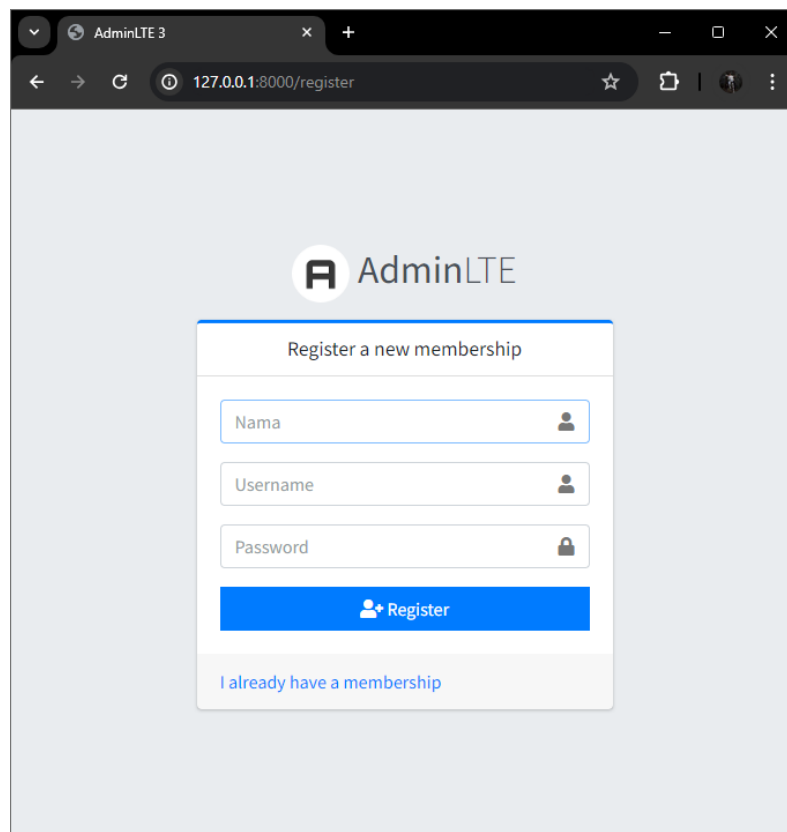 AdminLTE 3
127.0.0.1:8000/register
AdminLTE
Register a new membership
Nama
Username
Password
Register
I already have a membership